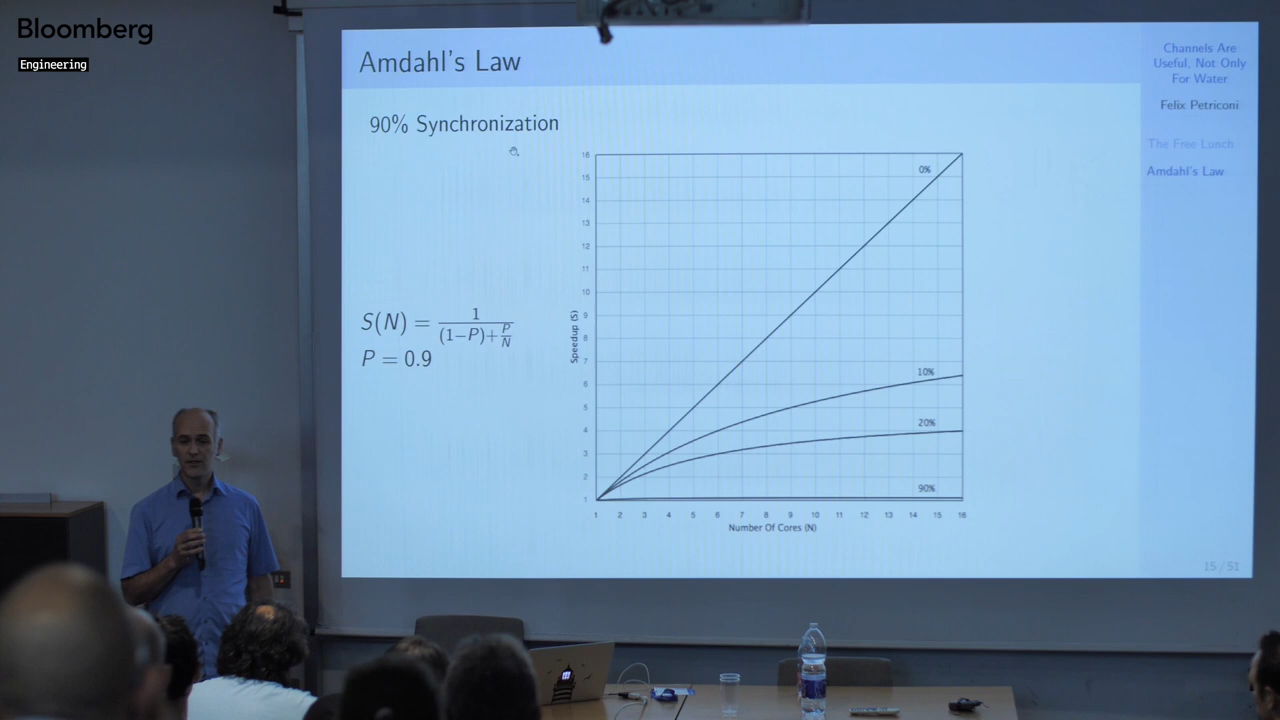 Bloomberg
Engineering
Amdahl's Law
90% Synchronization
S(N) = 1 / ((1−P)+P/N)
P = 0.9
16
15
14
13
12
11
10
9
8
7
6
5
4
3
2
1
Speedup (S)
0%
10%
20%
90%
1 2 3 4 5 6 7 8 9 10 11 12 13 14 15 16
Number Of Cores (N)
Channels Are
Useful, Not Only
For Water
Felix Petriconi
The Free Lunch
Amdahl's Law
15 / 51